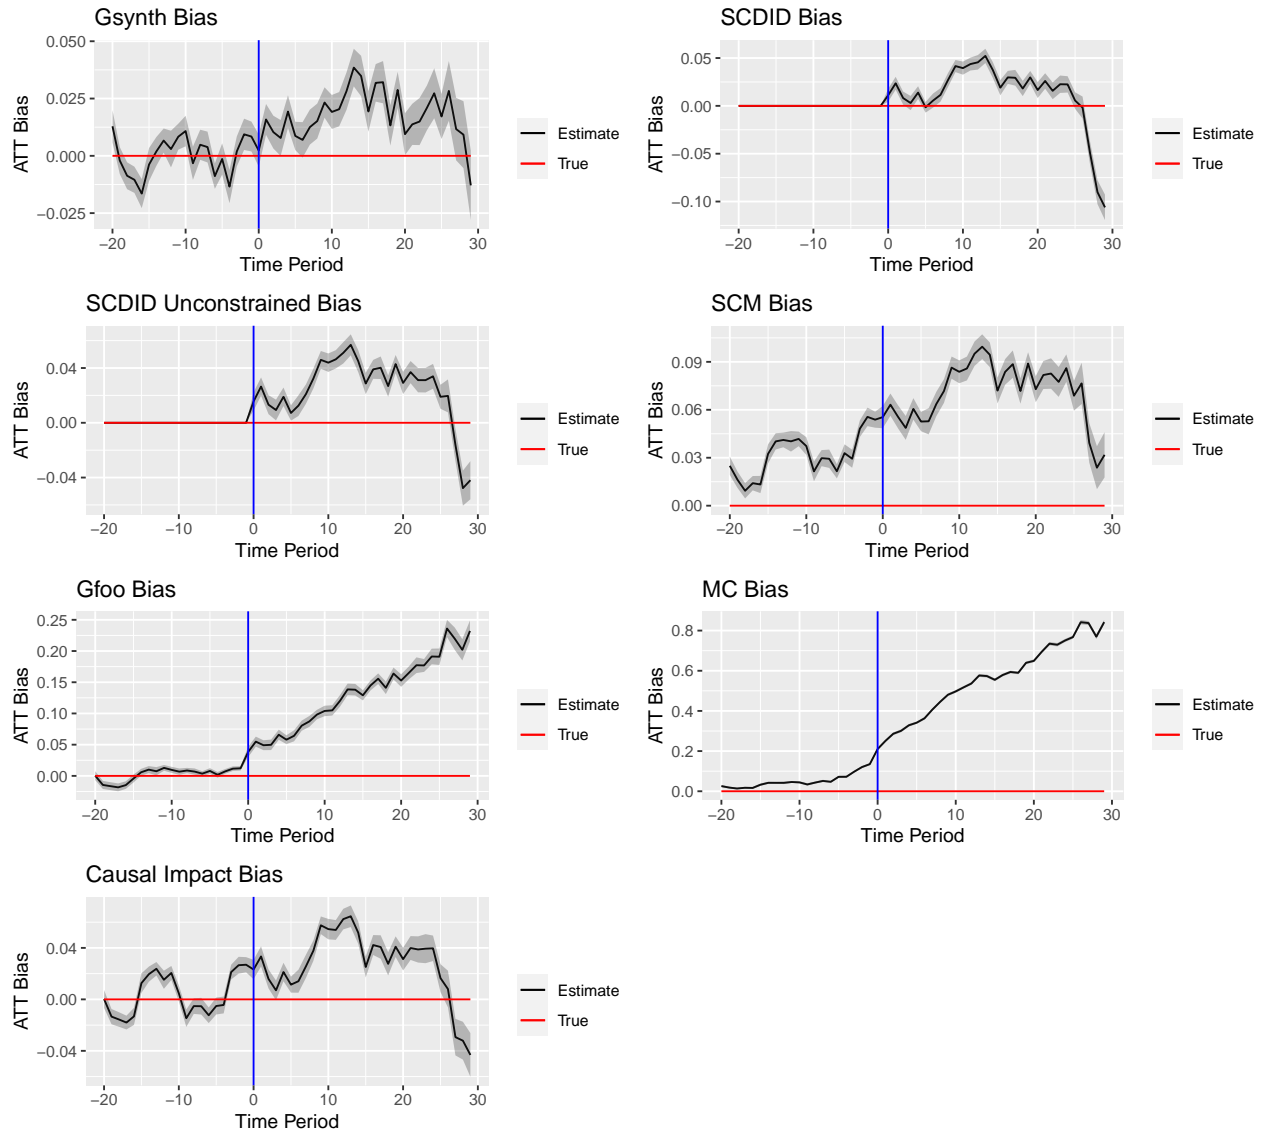 Gsynth Bias
0.050
0.025
0.000
−0.025
ATT Bias
−20 −10 0 10 20 30
Time Period
Estimate
True
SCDID Bias
0.05
0.00
−0.05
−0.10
ATT Bias
−20 −10 0 10 20 30
Time Period
Estimate
True
SCDID Unconstrained Bias
0.04
0.00
−0.04
ATT Bias
−20 −10 0 10 20 30
Time Period
Estimate
True
SCM Bias
0.09
0.06
0.03
0.00
ATT Bias
−20 −10 0 10 20 30
Time Period
Estimate
True
Gfoo Bias
0.25
0.20
0.15
0.10
0.05
0.00
ATT Bias
−20 −10 0 10 20 30
Time Period
Estimate
True
MC Bias
0.8
0.6
0.4
0.2
0.0
ATT Bias
−20 −10 0 10 20 30
Time Period
Estimate
True
Causal Impact Bias
0.04
0.00
−0.04
ATT Bias
−20 −10 0 10 20 30
Time Period
Estimate
True